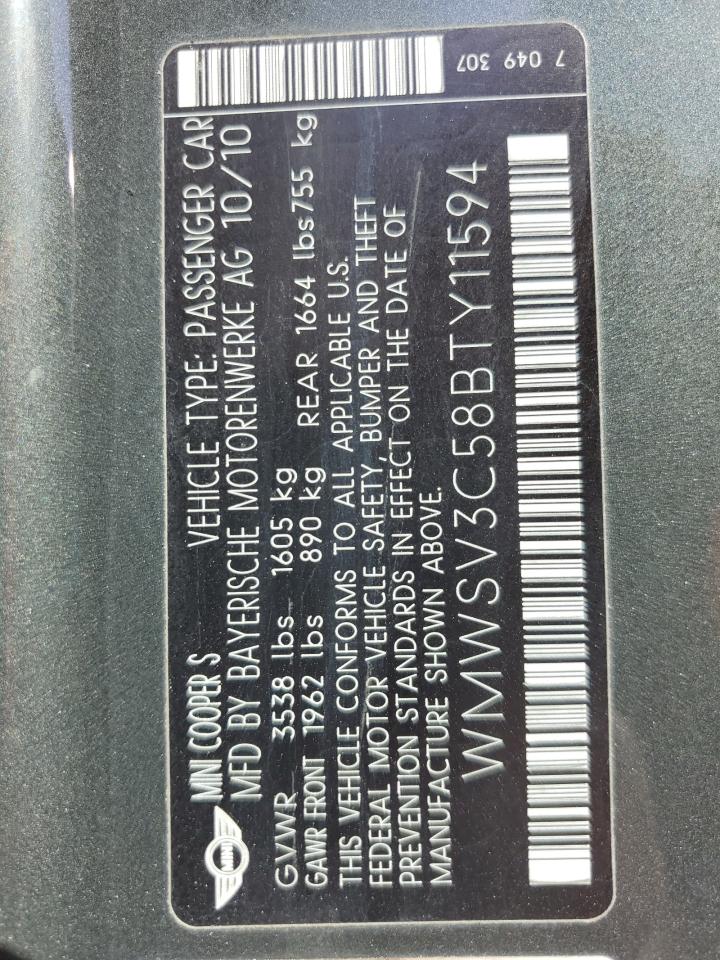 MINI
MINI COOPER S VEHICLE TYPE: PASSENGER CAR
MFD BY BAYERISCHE MOTORENWERKE AG 10/10
GVWR 3538 lbs 1605 kg
GAWR FRONT 1962 lbs 890 kg REAR 1664 lbs 755 kg
THIS VEHICLE CONFORMS TO ALL APPLICABLE U.S.
FEDERAL MOTOR VEHICLE SAFETY, BUMPER AND THEFT
PREVENTION STANDARDS IN EFFECT ON THE DATE OF
MANUFACTURE SHOWN ABOVE.
WMWSV3C58BTY11594
7 049 307